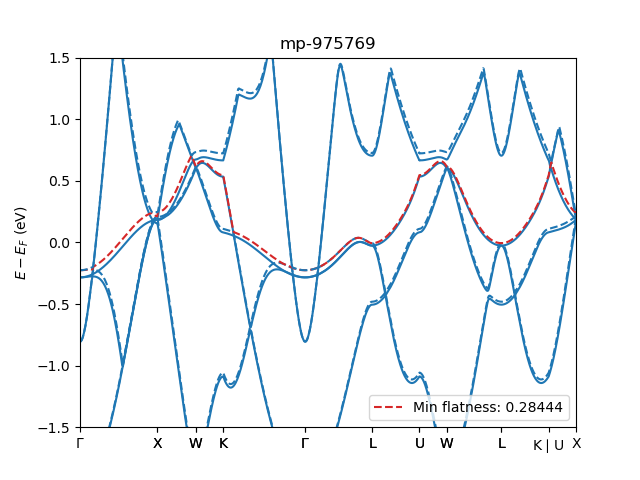 mp-975769
E − E_F (eV)
1.5
1.0
0.5
0.0
−0.5
−1.0
−1.5
Min flatness: 0.28444
Γ X W K Γ L U W L K | U X